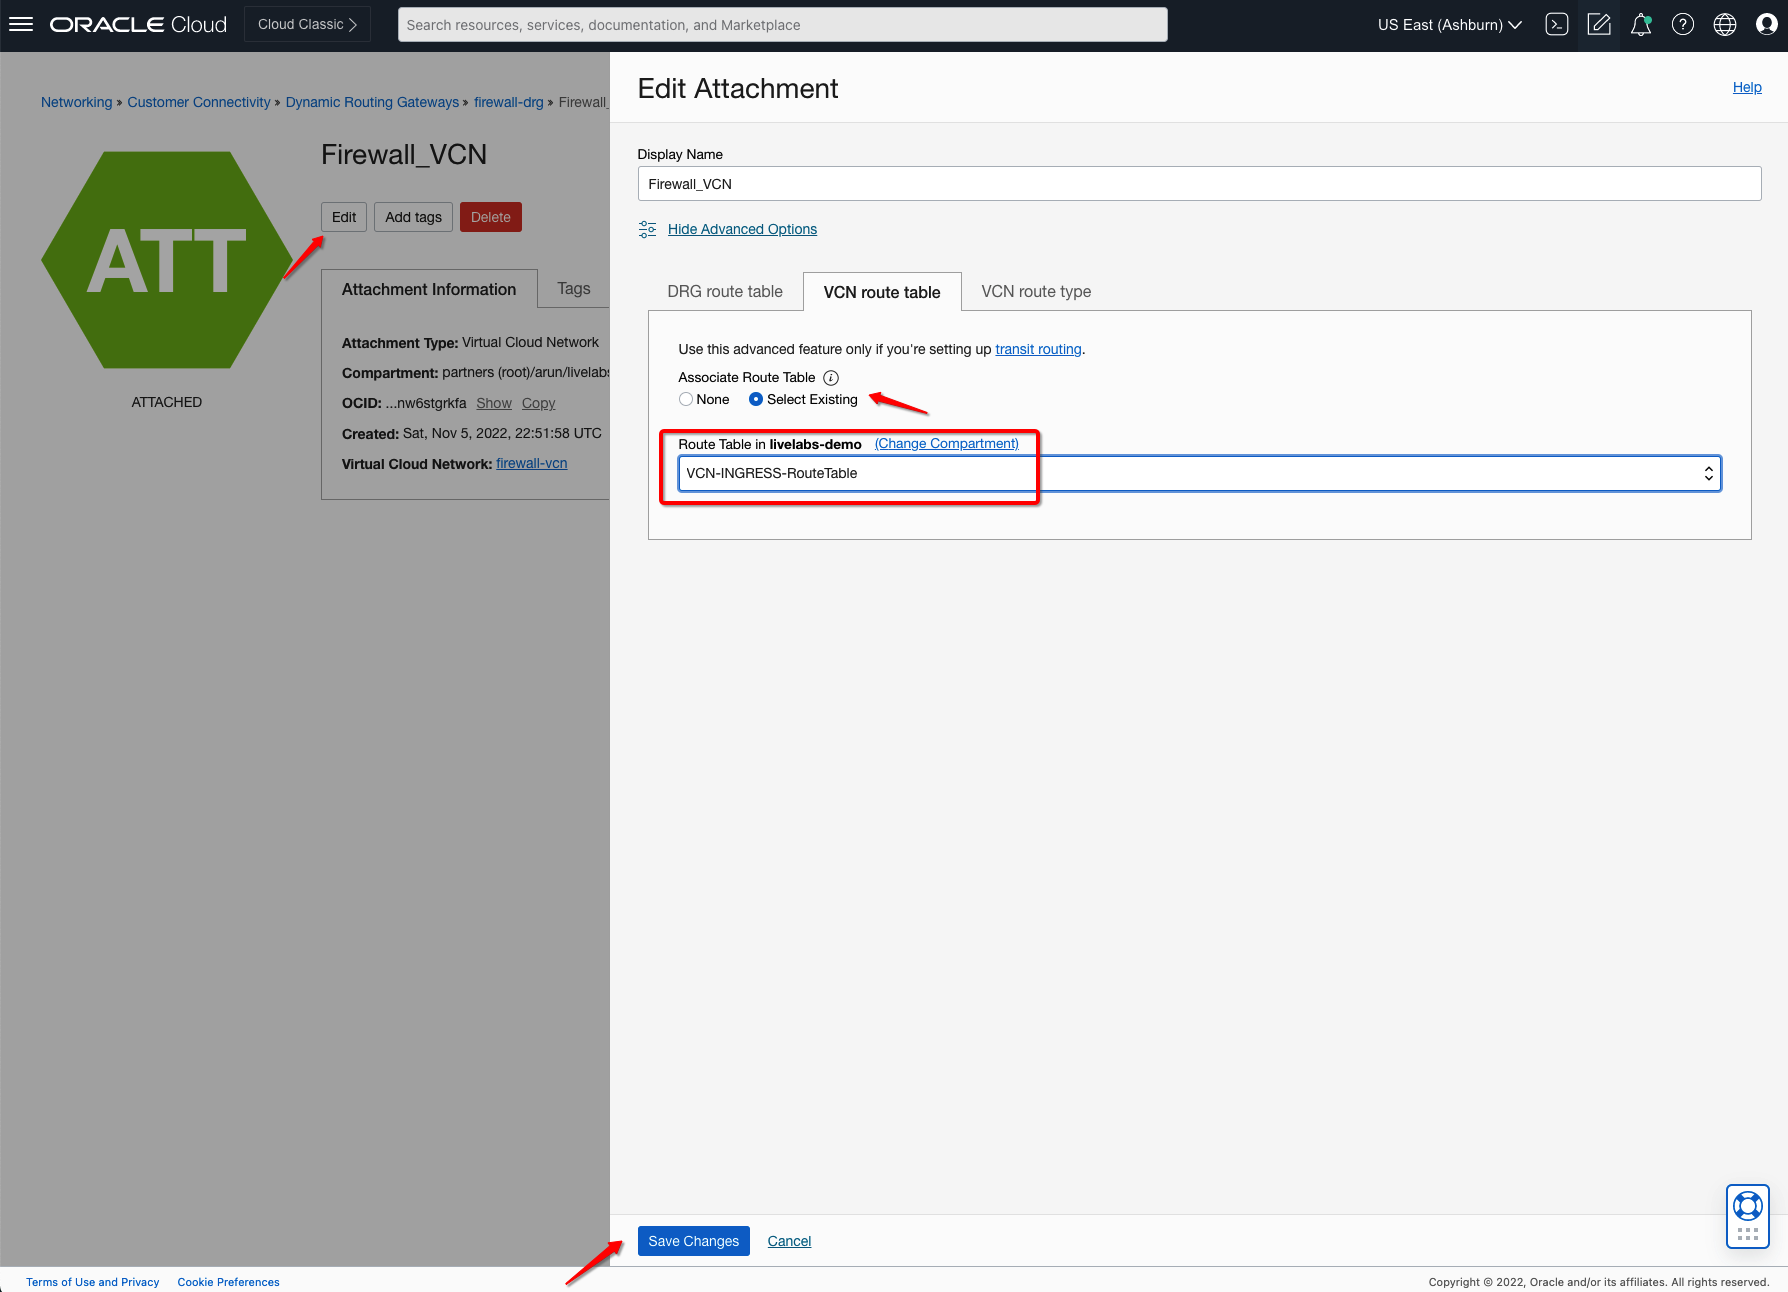 ORACLE Cloud
Cloud Classic
Search resources, services, documentation, and Marketplace
US East (Ashburn)
Networking » Customer Connectivity » Dynamic Routing Gateways » firewall-drg » Firewall_
Firewall_VCN
Edit
Add tags
Delete
ATT
ATTACHED
Attachment Information
Tags
Attachment Type: Virtual Cloud Network
Compartment: partners (root)/arun/livelabs
OCID: ...nw6stgrkfa Show Copy
Created: Sat, Nov 5, 2022, 22:51:58 UTC
Virtual Cloud Network: firewall-vcn
Edit Attachment
Help
Display Name
Firewall_VCN
Hide Advanced Options
DRG route table
VCN route table
VCN route type
Use this advanced feature only if you're setting up transit routing.
Associate Route Table
None
Select Existing
Route Table in livelabs-demo (Change Compartment)
VCN-INGRESS-RouteTable
Save Changes
Cancel
Terms of Use and Privacy
Cookie Preferences
Copyright © 2022, Oracle and/or its affiliates. All rights reserved.